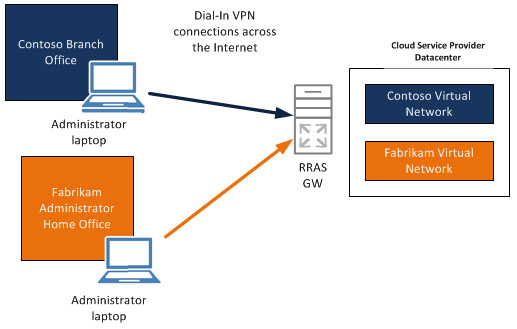 Contoso Branch
Office
Administrator
laptop
Dial-In VPN
connections across
the Internet
Fabrikam
Administrator
Home Office
Administrator
laptop
RRAS
GW
Cloud Service Provider
Datacenter
Contoso Virtual
Network
Fabrikam Virtual
Network